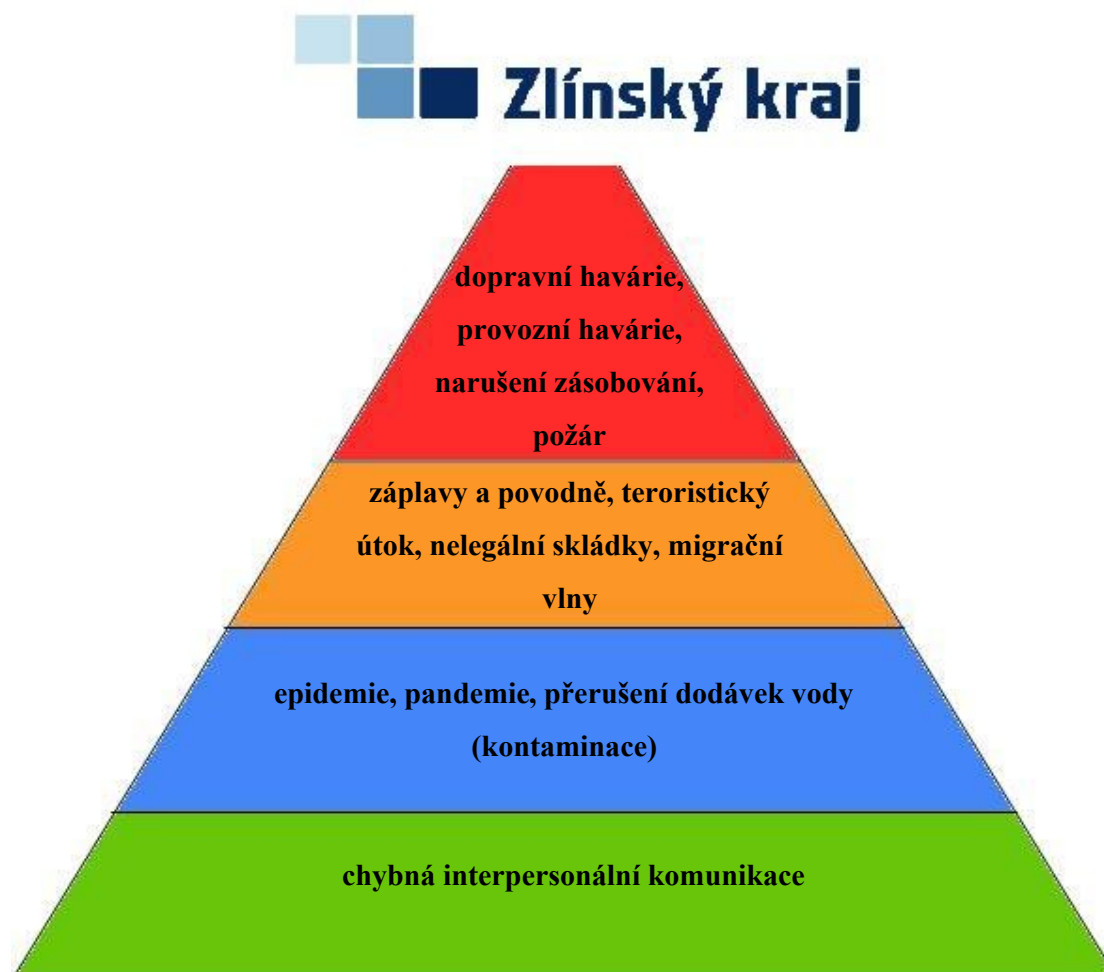 Zlínský kraj
dopravní havárie,
provozní havárie,
narušení zásobování,
požár
záplavy a povodně, teroristický
útok, nelegální skládky, migrační
vlny
epidemie, pandemie, přerušení dodávek vody
(kontaminace)
chybná interpersonální komunikace